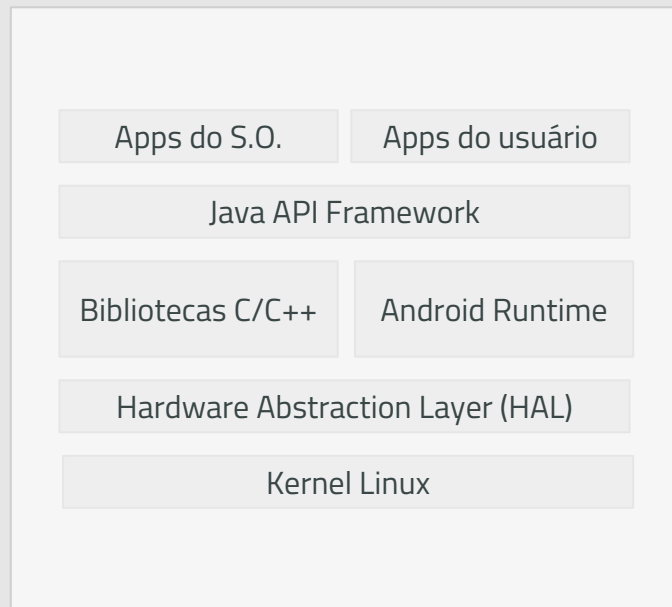 Apps do S.O.
Apps do usuário
Java API Framework
Bibliotecas C/C++
Android Runtime
Hardware Abstraction Layer (HAL)
Kernel Linux